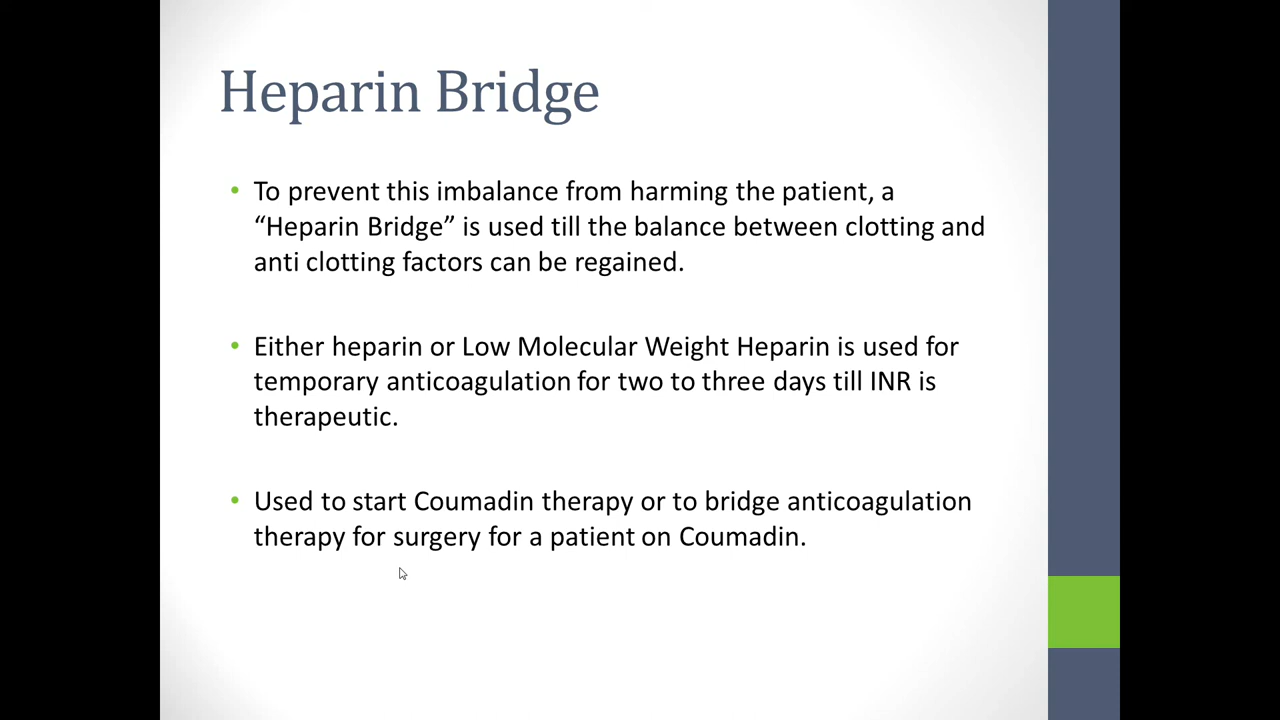 Heparin Bridge
• To prevent this imbalance from harming the patient, a
“Heparin Bridge” is used till the balance between clotting and
anti clotting factors can be regained.
• Either heparin or Low Molecular Weight Heparin is used for
temporary anticoagulation for two to three days till INR is
therapeutic.
• Used to start Coumadin therapy or to bridge anticoagulation
therapy for surgery for a patient on Coumadin.